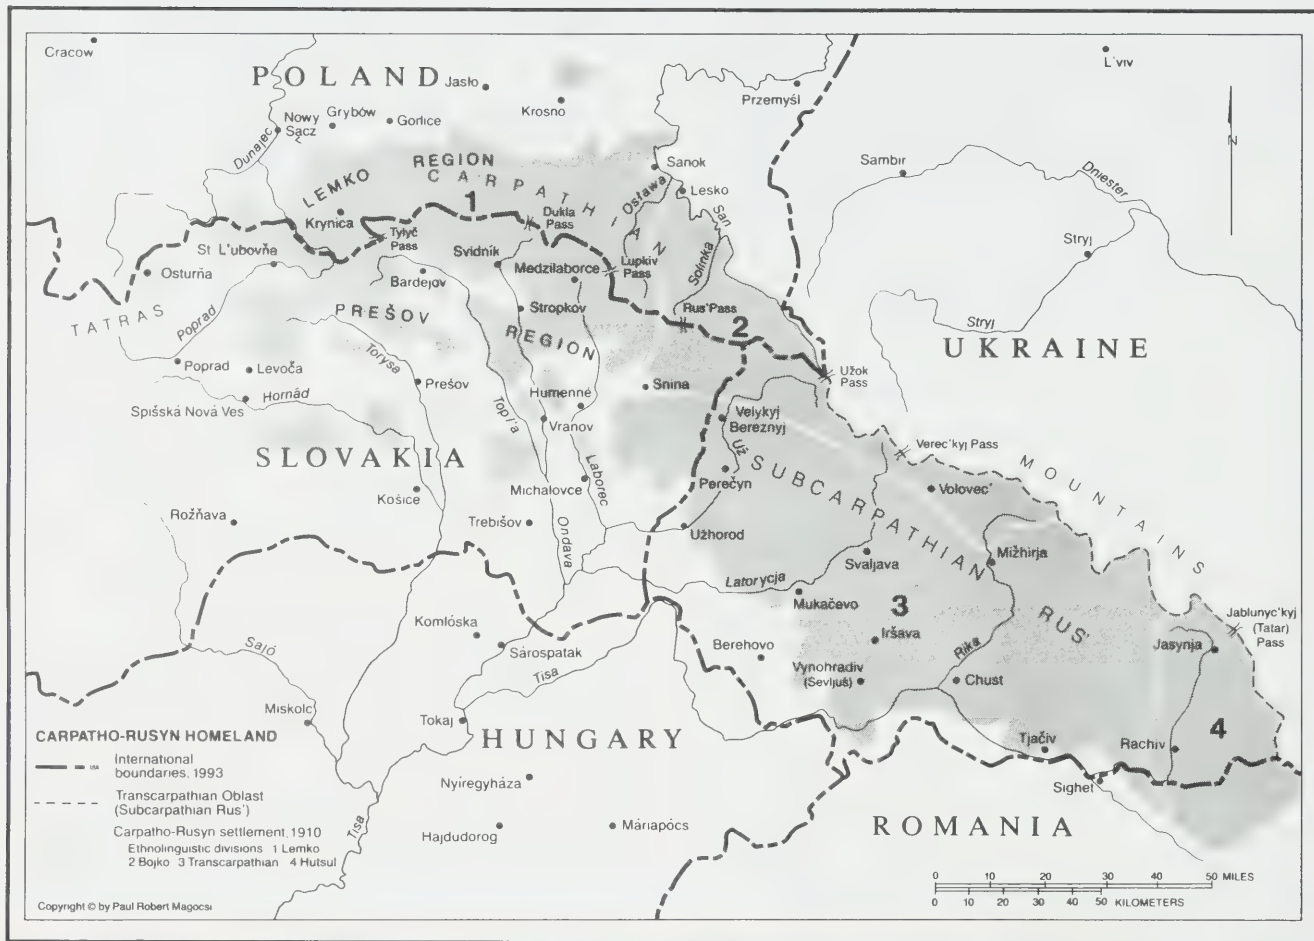 Cracow
POLAND
Jasło
L'viv
Krosno
Przemyśl
Nowy
Sącz
Grybów
Gorlice
Dunajec
N
LEMKO REGION
CARPATHIAN
1
Sanok
Sambir
Dniester
Lesko
Osława
San
Krynica
Dukla
Pass
Tylyč
Pass
Stryj
St L'ubovňa
Svidník
Solinka
Osturňa
Bardejov
Medzilaborce
Lupkiv
Pass
TATRAS
Poprad
PREŠOV
REGION
Stropkov
Rus' Pass
2
Stryj
UKRAINE
Torysa
Poprad
Levoča
Prešov
Užok
Pass
Hornád
Snina
Spišská Nová Ves
Humenné
Topl'a
Vranov
Velykyj
Bereznyj
Už
Verec'kyj Pass
SLOVAKIA
Laborec
SUBCARPATHIAN
MOUNTAINS
Perečyn
Volovec'
Košice
Michalovce
Rožňava
Trebišov
Užhorod
Ondava
Mižhirja
Svaljava
Latorycja
Mukačevo
3
RUS'
Jablunyc'kyj
(Tatar)
Pass
Komlóska
Iršava
Jasynja
Sárospatak
Berehovo
Rika
Sajó
Tisa
Vynohradiv
(Sevljuš)
Chust
Miskolc
Tokaj
HUNGARY
Tjačiv
Rachiv
4
CARPATHO-RUSYN HOMELAND
International
boundaries, 1993
Transcarpathian Oblast
(Subcarpathian Rus')
Carpatho-Rusyn settlement, 1910
Ethnolinguistic divisions 1 Lemko
2 Bojko 3 Transcarpathian 4 Hutsul
Nyíregyháza
Sighet
Tisa
Hajdudorog
Máriapócs
ROMANIA
0 10 20 30 40 50 MILES
0 10 20 30 40 50 KILOMETERS
Copyright © by Paul Robert Magocsi